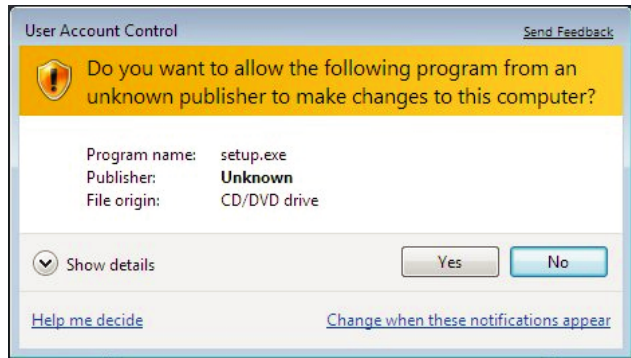 User Account Control Send Feedback
Do you want to allow the following program from an
unknown publisher to make changes to this computer?
Program name: setup.exe
Publisher: Unknown
File origin: CD/DVD drive
Show details Yes No
Help me decide Change when these notifications appear